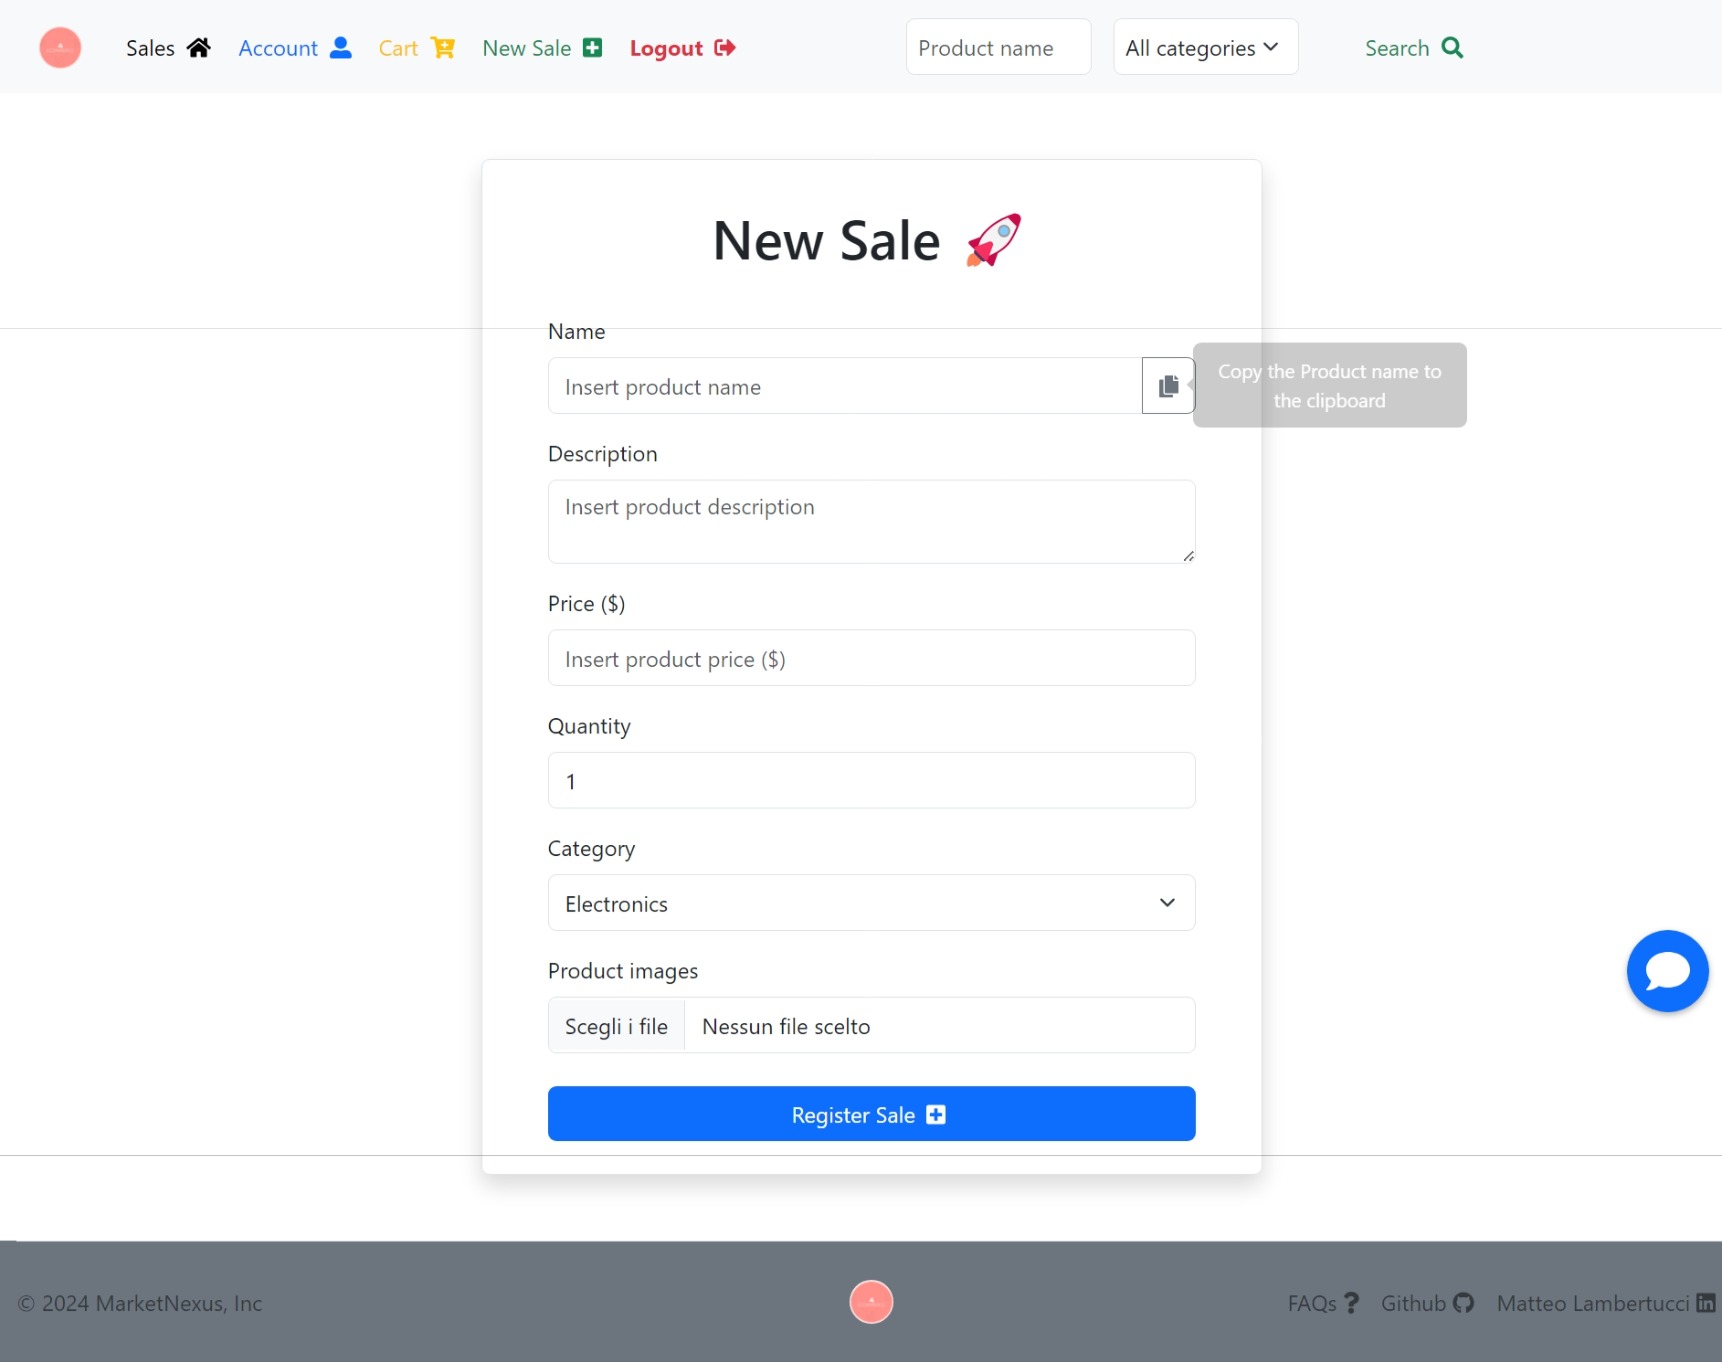 Sales Account Cart New Sale Logout Product name All categories Search
New Sale
Name
Insert product name
Copy the Product name to
the clipboard
Description
Insert product description
Price ($)
Insert product price ($)
Quantity
1
Category
Electronics
Product images
Scegli i file Nessun file scelto
Register Sale
© 2024 MarketNexus, Inc FAQs Github Matteo Lambertucci